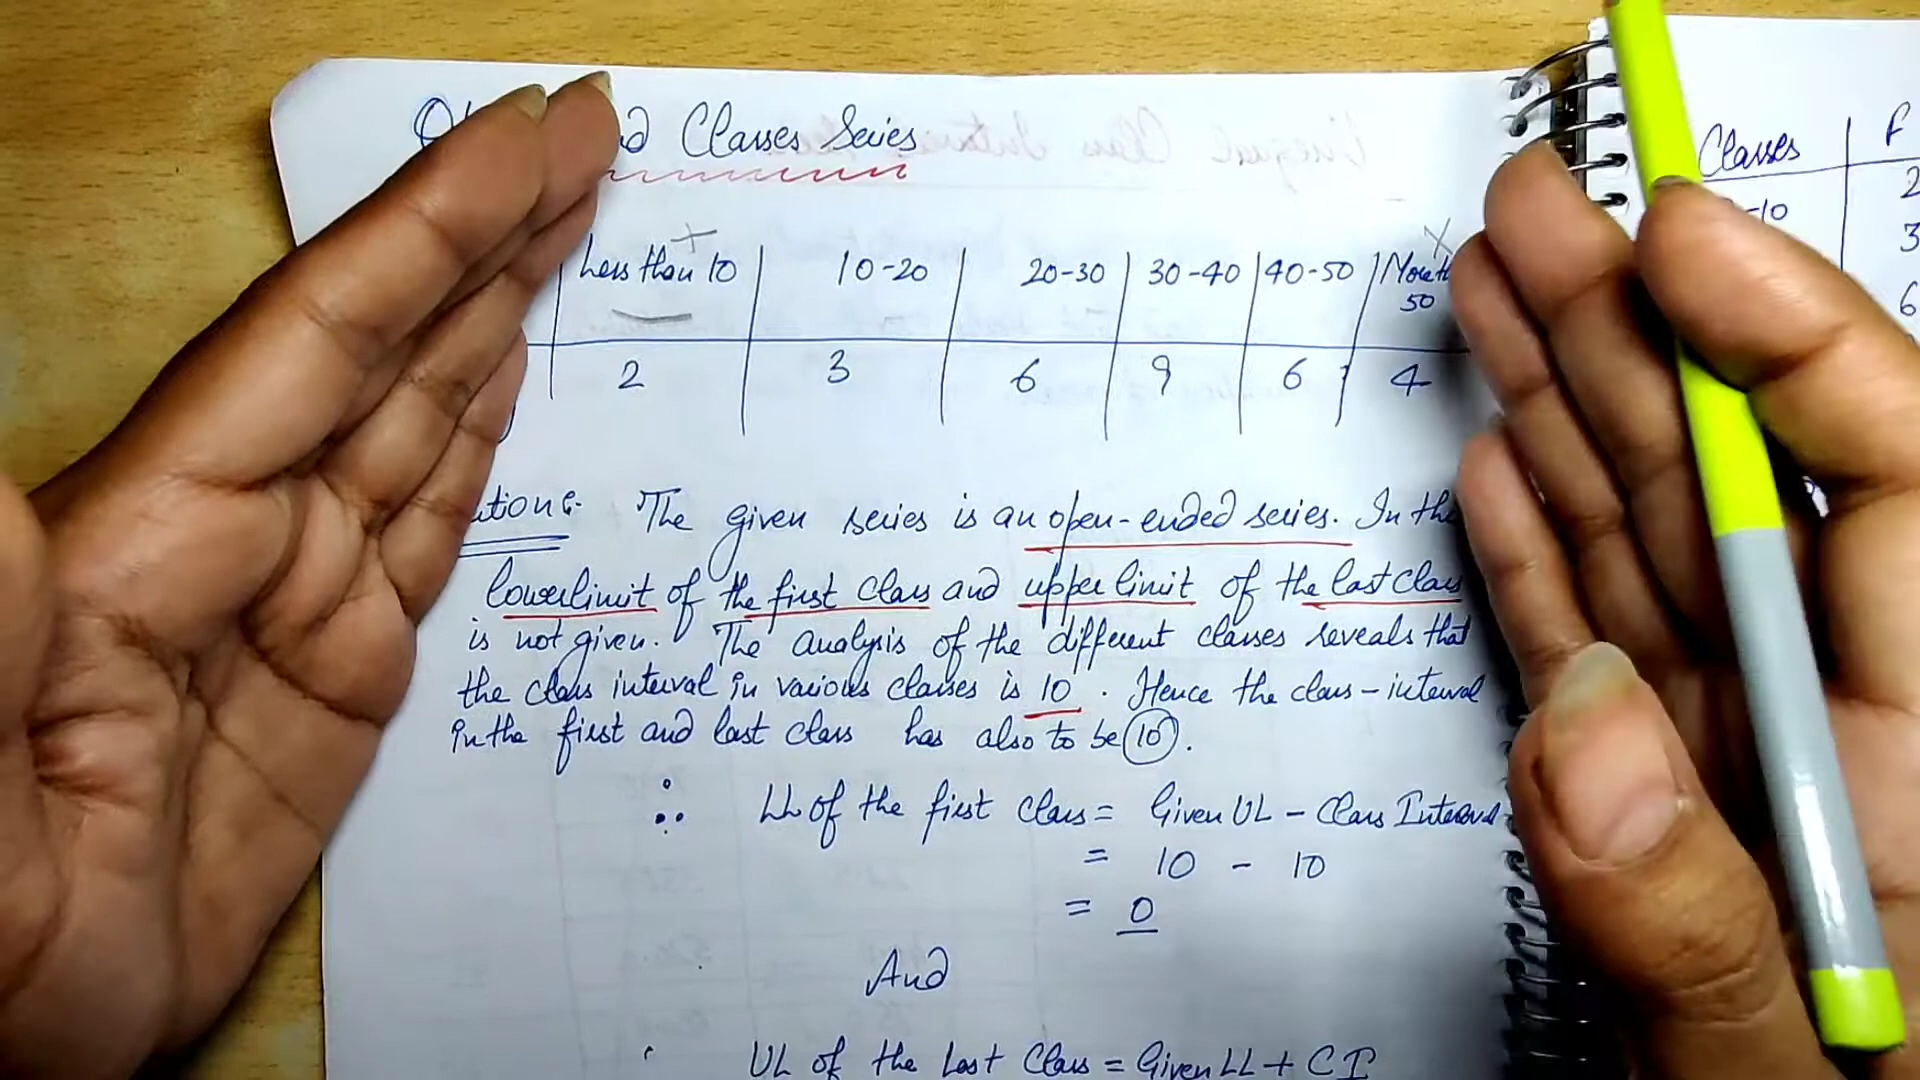 Classes Series
Less than 10 10-20 20-30 30-40 40-50
50
2 3 6 9 6 4
The given series is an open-ended series. In the
lower limit of the first class and upper limit of the last class
is not given. The analysis of the different classes reveals that
the class interval in various classes is 10. Hence the class-interval
in the first and last class has also to be 10.
∴ LL of the first class = Given UL - Class Interval
= 10 - 10
= 0
And
UL of the Last Class = Given LL + CI
Classes F
-10 2
3
6